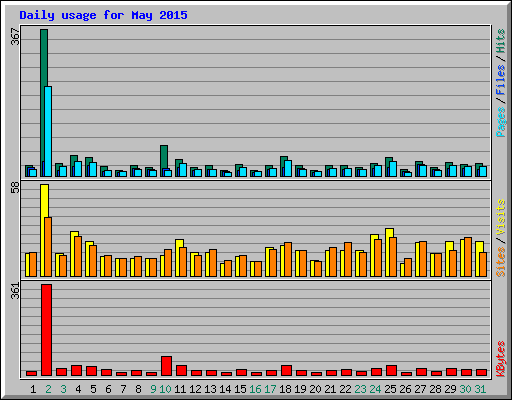 Daily usage for May 2015
367
Pages / Files / Hits
58
Sites / Visits
361
KBytes
1 2 3 4 5 6 7 8 9 10 11 12 13 14 15 16 17 18 19 20 21 22 23 24 25 26 27 28 29 30 31